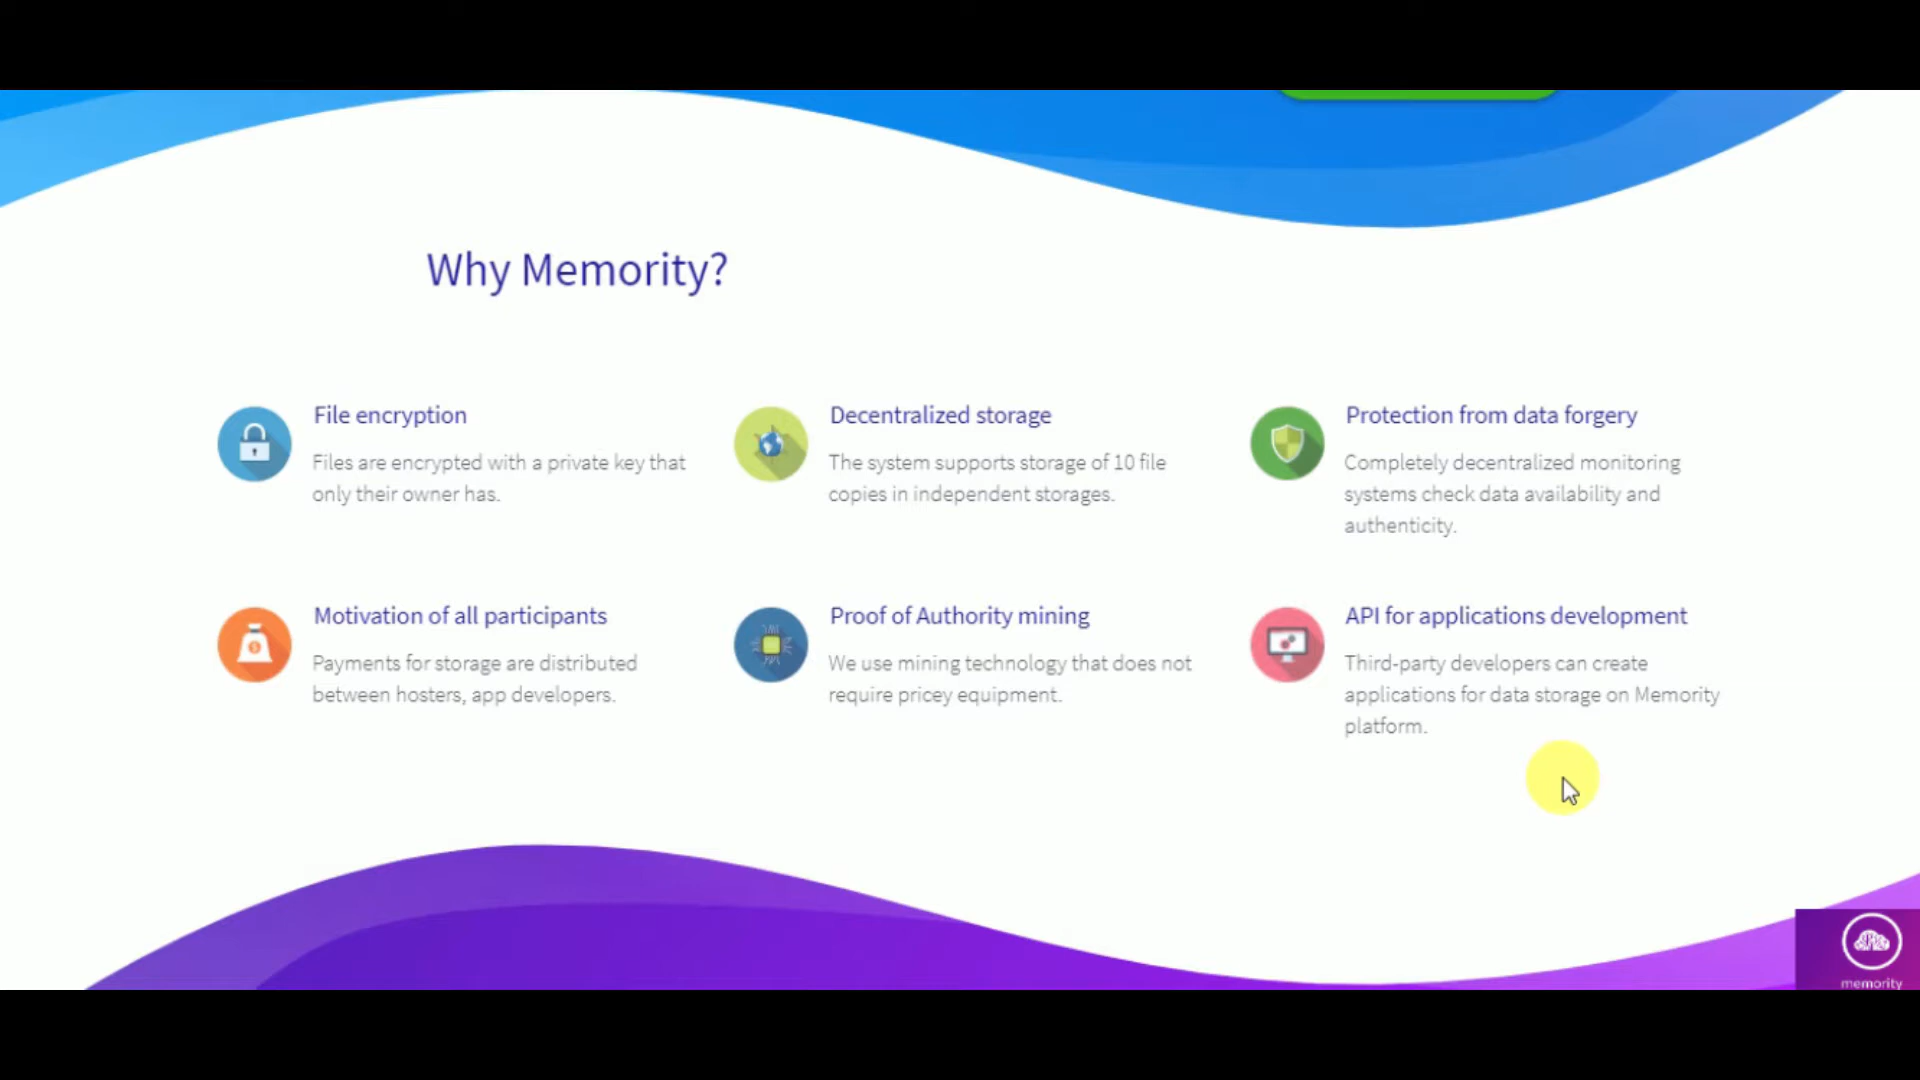 Why Memority?
File encryption
Files are encrypted with a private key that
only their owner has.
Decentralized storage
The system supports storage of 10 file
copies in independent storages.
Protection from data forgery
Completely decentralized monitoring
systems check data availability and
authenticity.
Motivation of all participants
Payments for storage are distributed
between hosters, app developers.
Proof of Authority mining
We use mining technology that does not
require pricey equipment.
API for applications development
Third-party developers can create
applications for data storage on Memority
platform.
memority